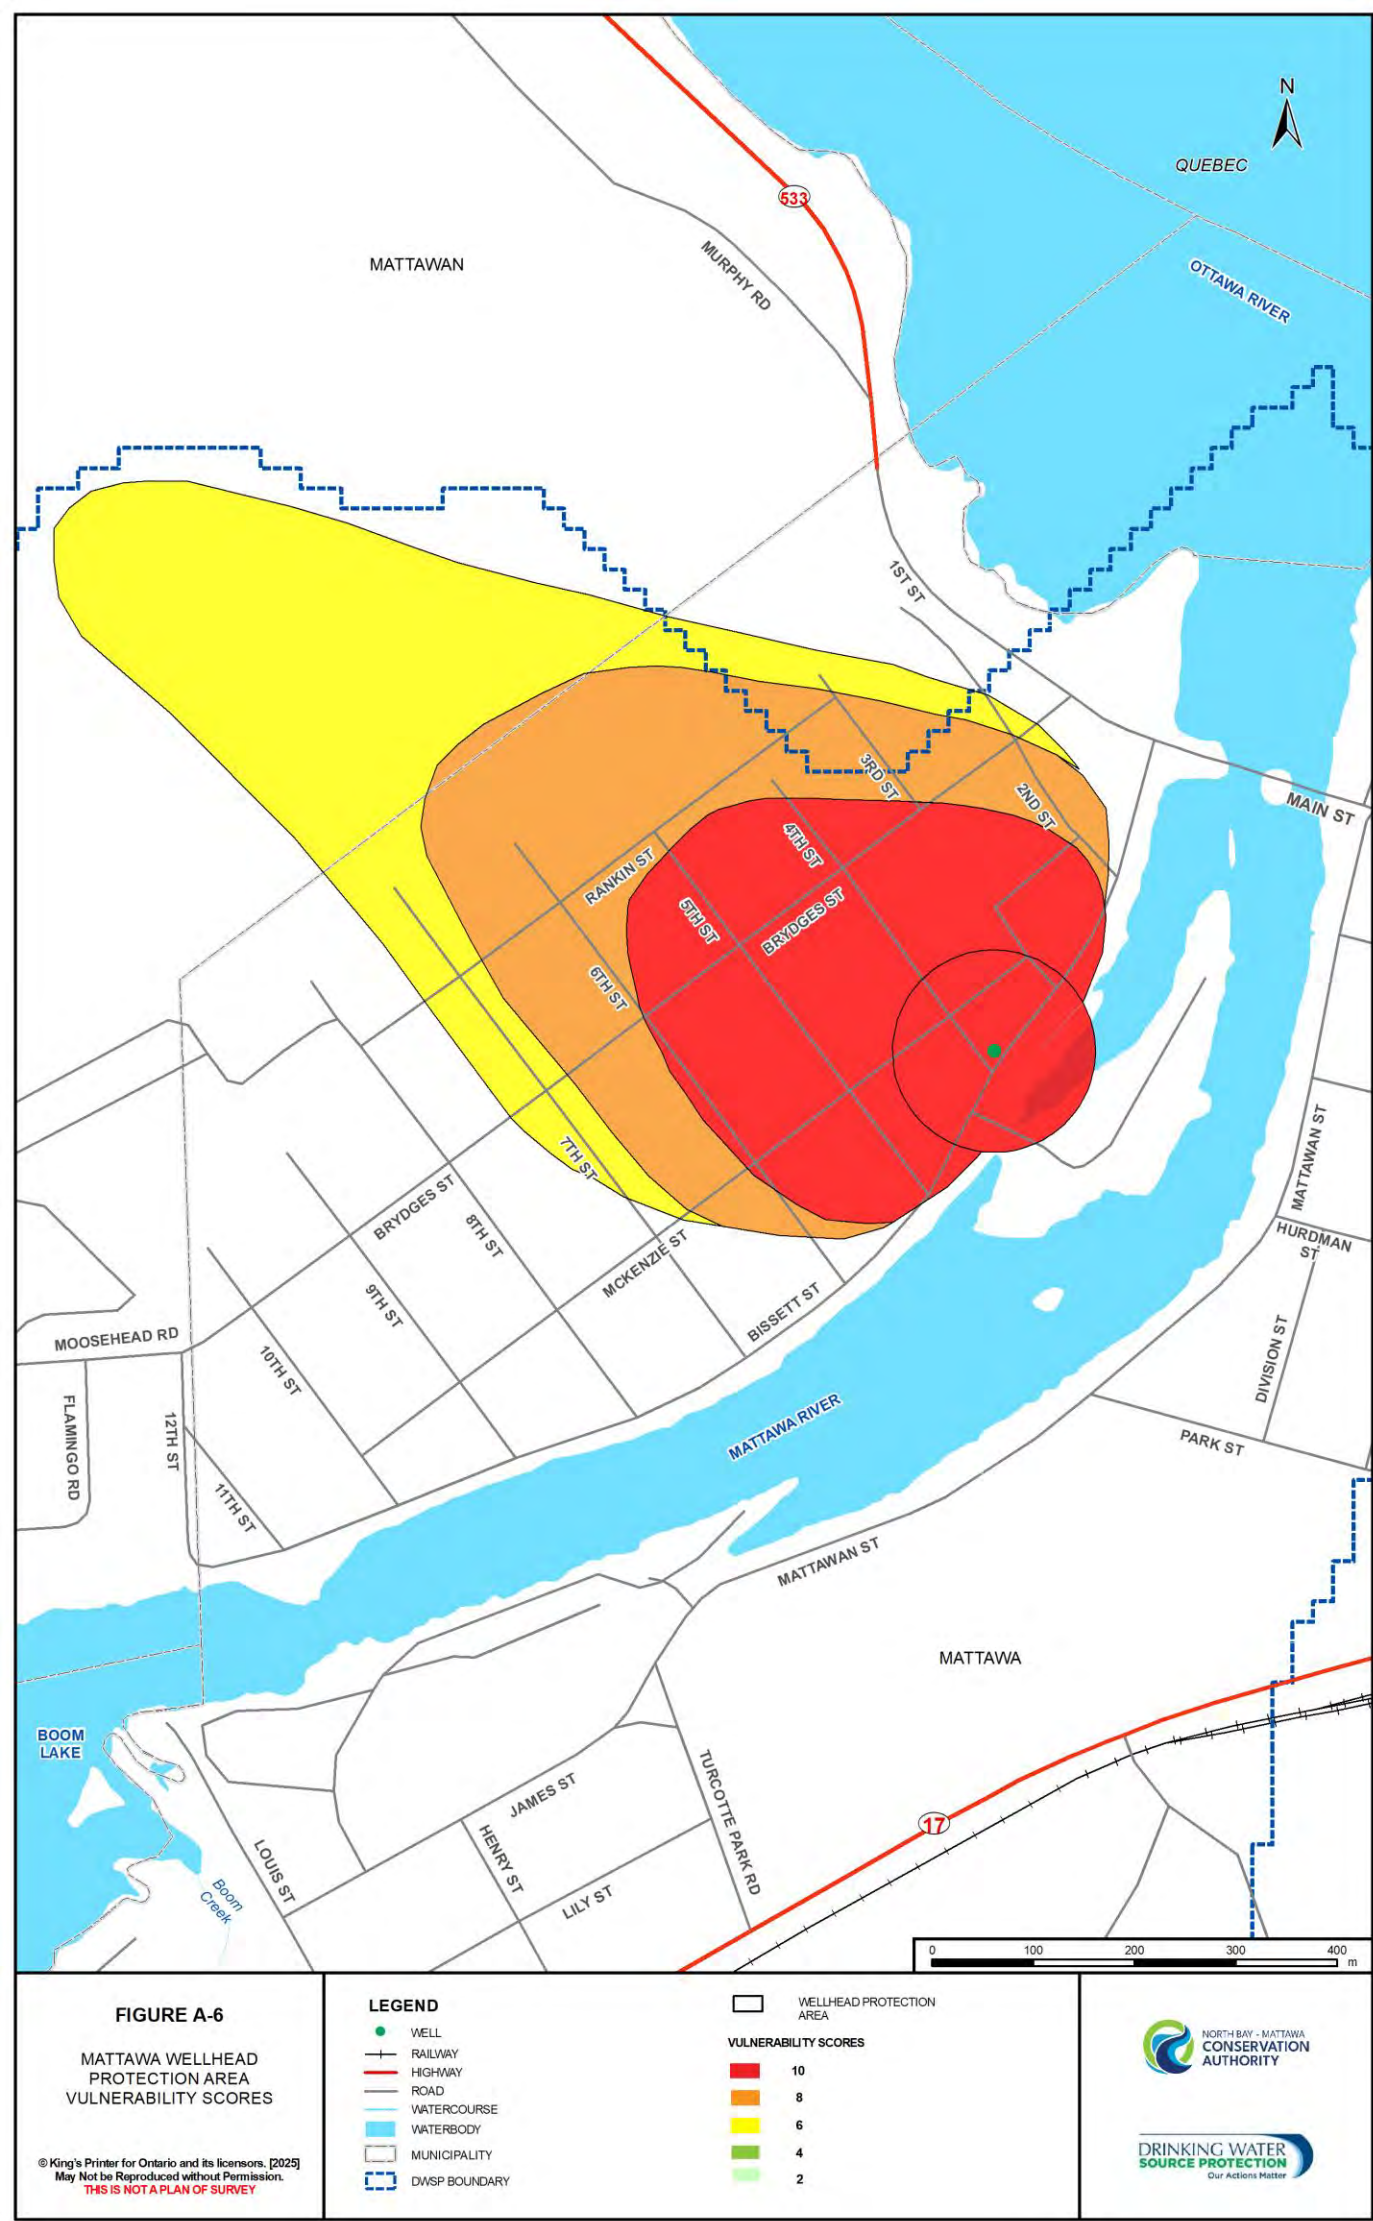 N
QUEBEC
533
MATTAWAN
MURPHY RD
OTTAWA RIVER
1ST ST
3RD ST
2ND ST
MAIN ST
4TH ST
RANKIN ST
5TH ST
BRYDGES ST
6TH ST
7TH ST
MATTAWAN ST
BRYDGES ST
8TH ST
MCKENZIE ST
HURDMAN
ST
9TH ST
BISSETT ST
MOOSEHEAD RD
10TH ST
DIVISION ST
FLAMINGO RD
12TH ST
MATTAWA RIVER
PARK ST
11TH ST
MATTAWAN ST
MATTAWA
BOOM
LAKE
JAMES ST
TURCOTTE PARK RD
17
HENRY ST
LOUIS ST
LILY ST
Boom
Creek
0 100 200 300 400
m
FIGURE A-6
MATTAWA WELLHEAD
PROTECTION AREA
VULNERABILITY SCORES
© King's Printer for Ontario and its licensors. [2025]
May Not be Reproduced without Permission.
THIS IS NOT A PLAN OF SURVEY
LEGEND
WELL
RAILWAY
HIGHWAY
ROAD
WATERCOURSE
WATERBODY
MUNICIPALITY
DWSP BOUNDARY
WELLHEAD PROTECTION
AREA
VULNERABILITY SCORES
10
8
6
4
2
NORTH BAY - MATTAWA
CONSERVATION
AUTHORITY
DRINKING WATER
SOURCE PROTECTION
Our Actions Matter